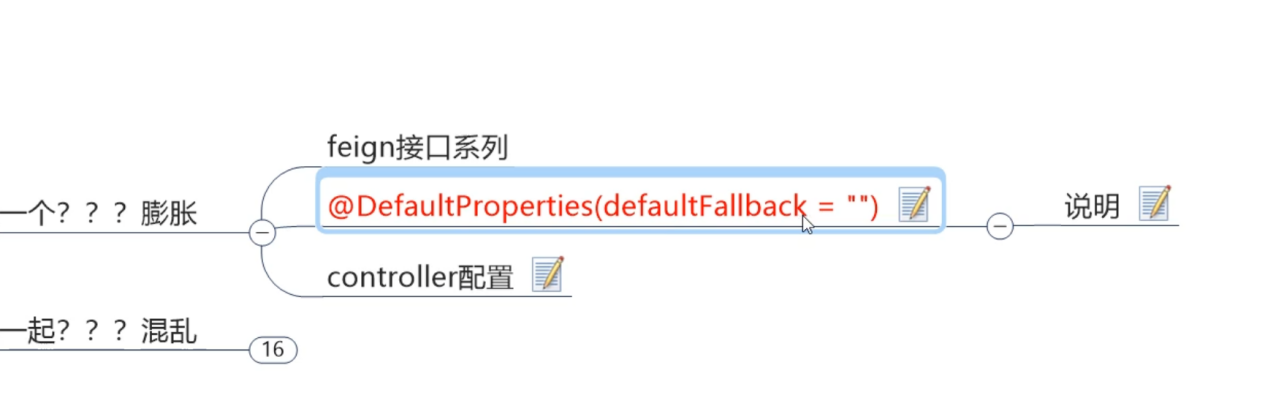 feign接口系列
一个？？？膨胀
@DefaultProperties(defaultFallback = "")
说明
controller配置
一起？？？混乱
16